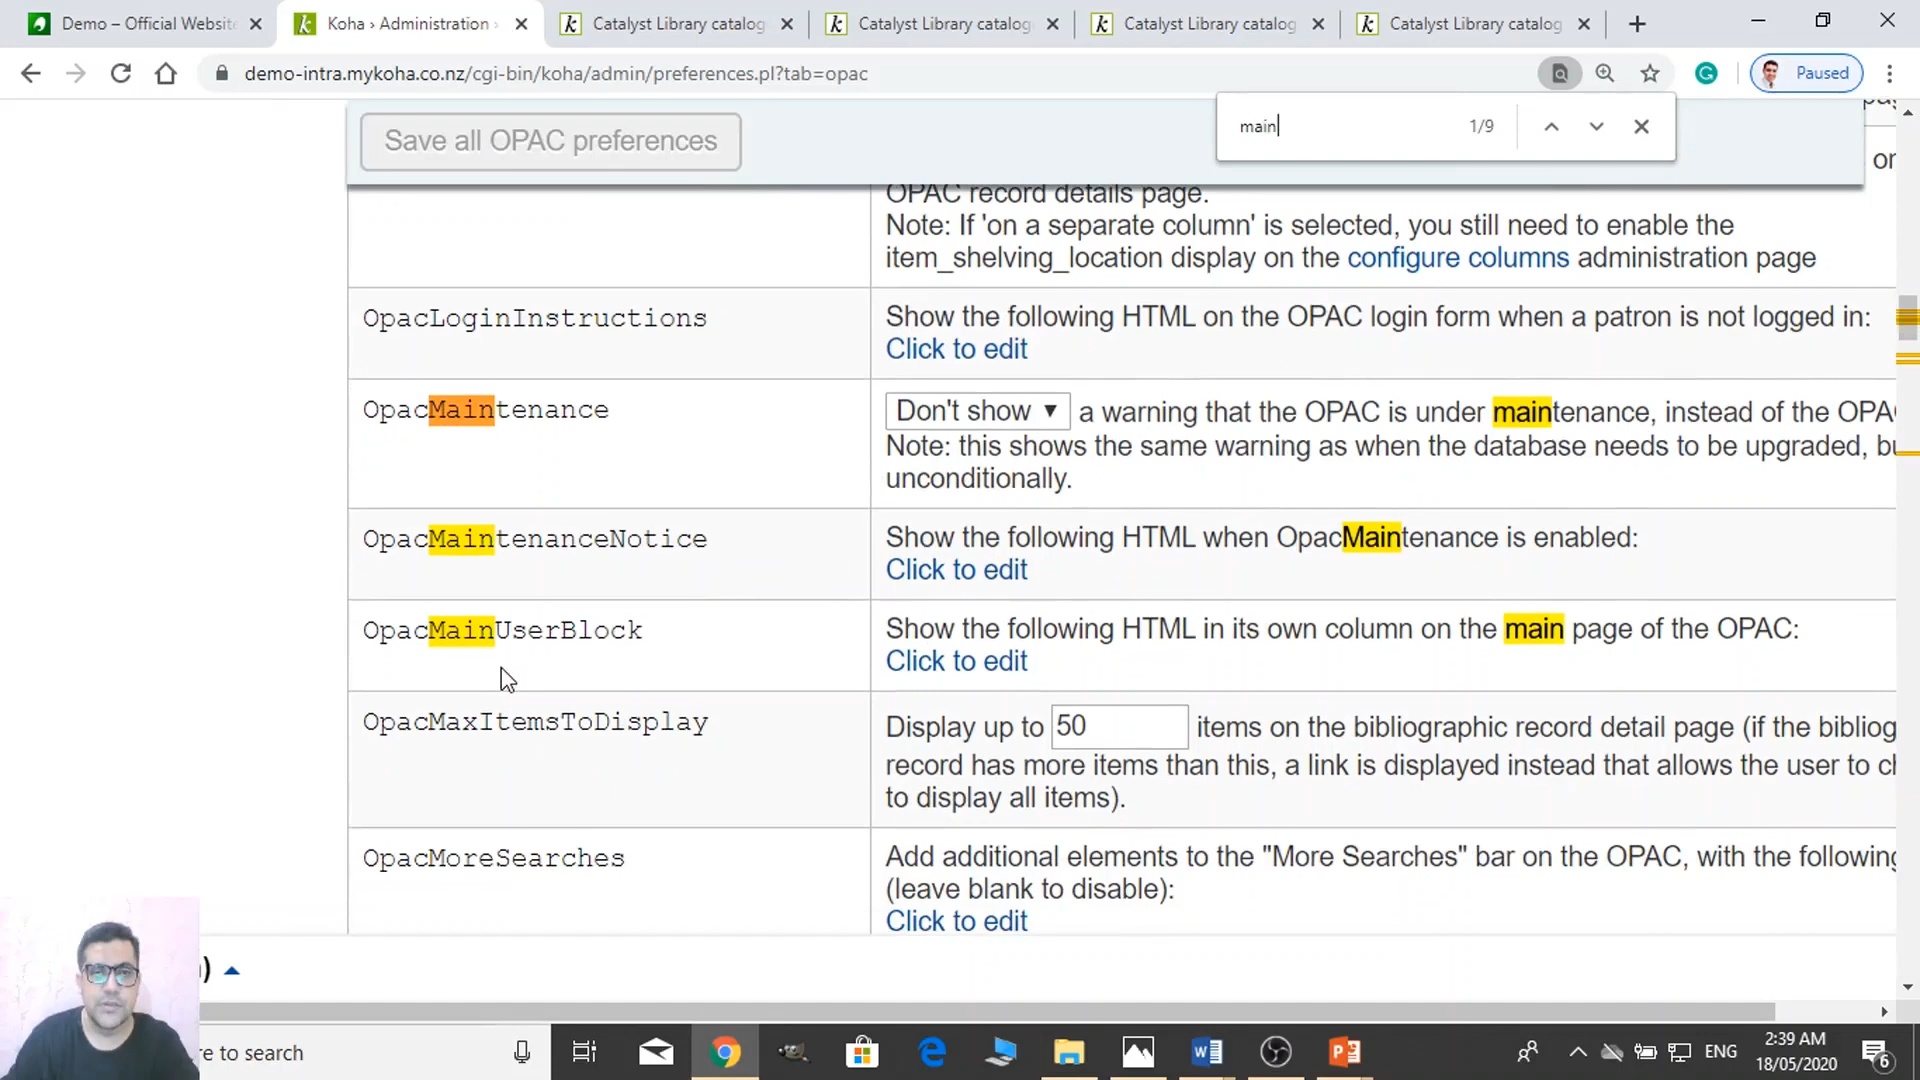 Demo – Official Website
Koha › Administration ›
Catalyst Library catalog
Catalyst Library catalog
Catalyst Library catalog
Catalyst Library catalog
demo-intra.mykoha.co.nz/cgi-bin/koha/admin/preferences.pl?tab=opac
Paused
main 1/9
Save all OPAC preferences
OPAC record details page.
Note: If 'on a separate column' is selected, you still need to enable the
item_shelving_location display on the configure columns administration page
OpacLoginInstructions
Show the following HTML on the OPAC login form when a patron is not logged in:
Click to edit
OpacMaintenance
Don't show ▼ a warning that the OPAC is under maintenance, instead of the OPA
Note: this shows the same warning as when the database needs to be upgraded, bu
unconditionally.
OpacMaintenanceNotice
Show the following HTML when OpacMaintenance is enabled:
Click to edit
OpacMainUserBlock
Show the following HTML in its own column on the main page of the OPAC:
Click to edit
OpacMaxItemsToDisplay
Display up to 50 items on the bibliographic record detail page (if the bibliog
record has more items than this, a link is displayed instead that allows the user to ch
to display all items).
OpacMoreSearches
Add additional elements to the "More Searches" bar on the OPAC, with the following
(leave blank to disable):
Click to edit
re to search
ENG
2:39 AM
18/05/2020
6